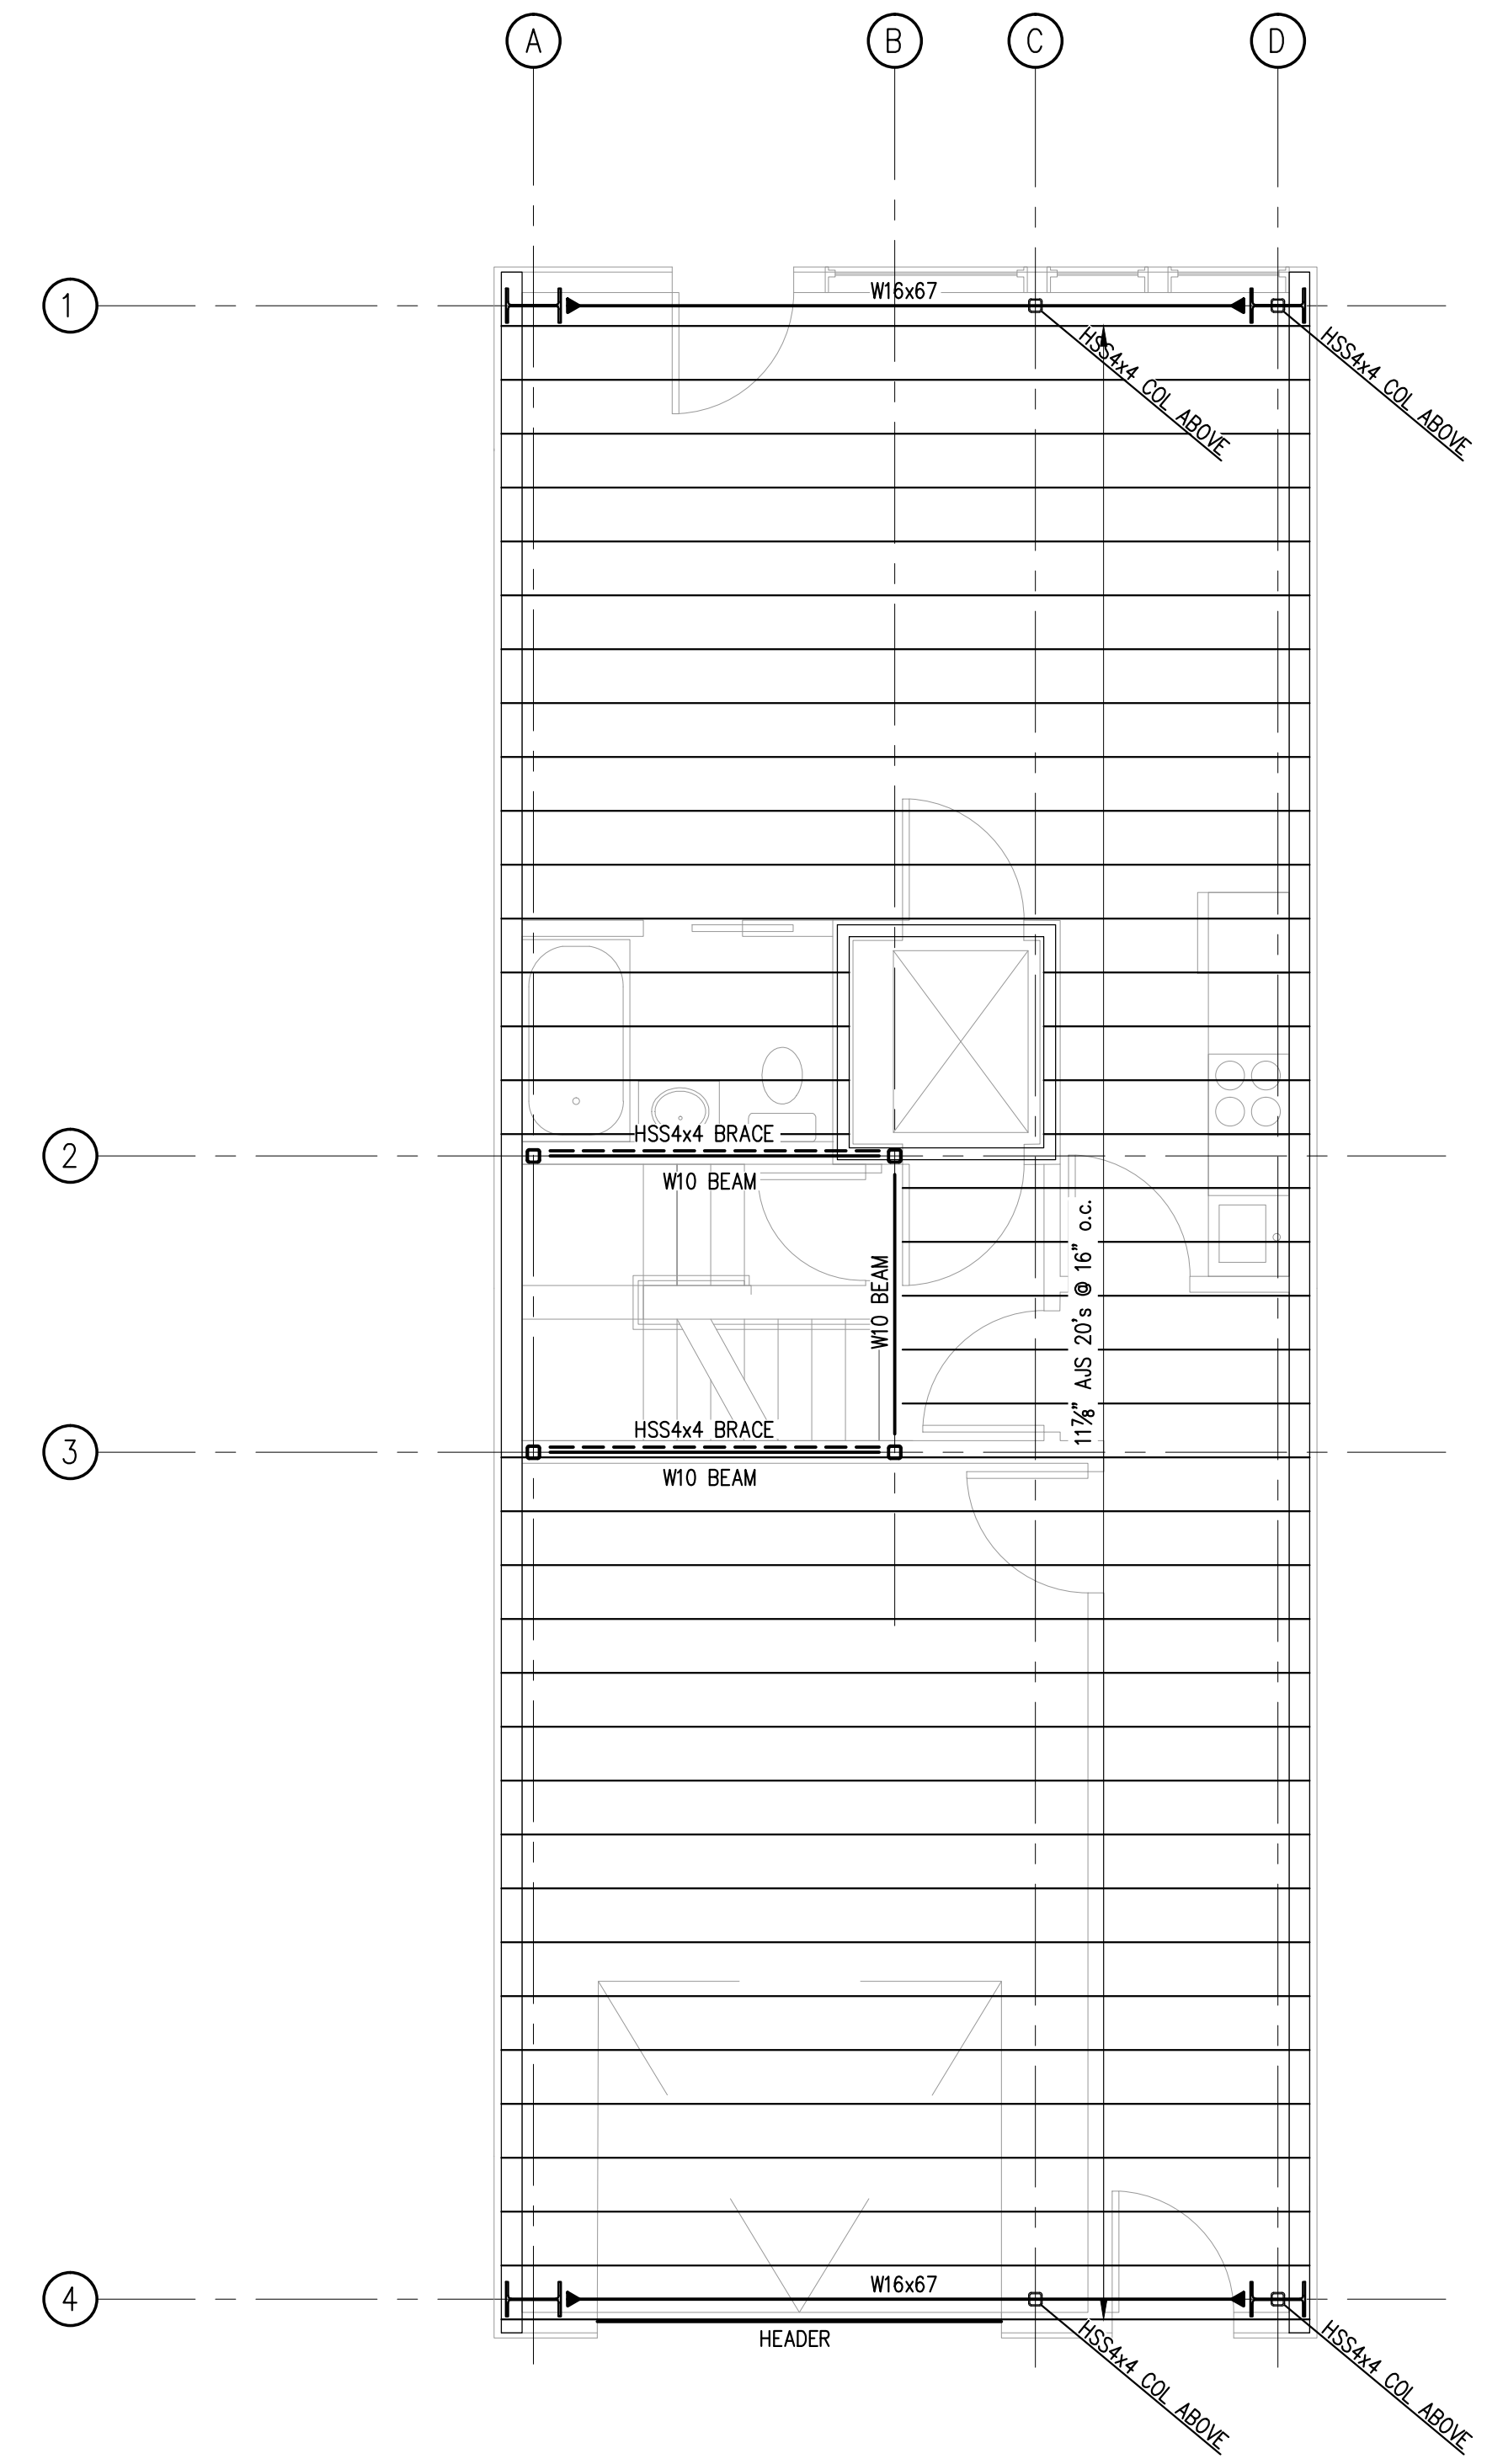 A
B
C
D
1
W16x67
HSS4x4 COL ABOVE
HSS4x4 COL ABOVE
2
HSS4x4 BRACE
W10 BEAM
W10 BEAM
11⅞” AJS 20’s @ 16” o.c.
3
HSS4x4 BRACE
W10 BEAM
4
W16x67
HEADER
HSS4x4 COL ABOVE
HSS4x4 COL ABOVE